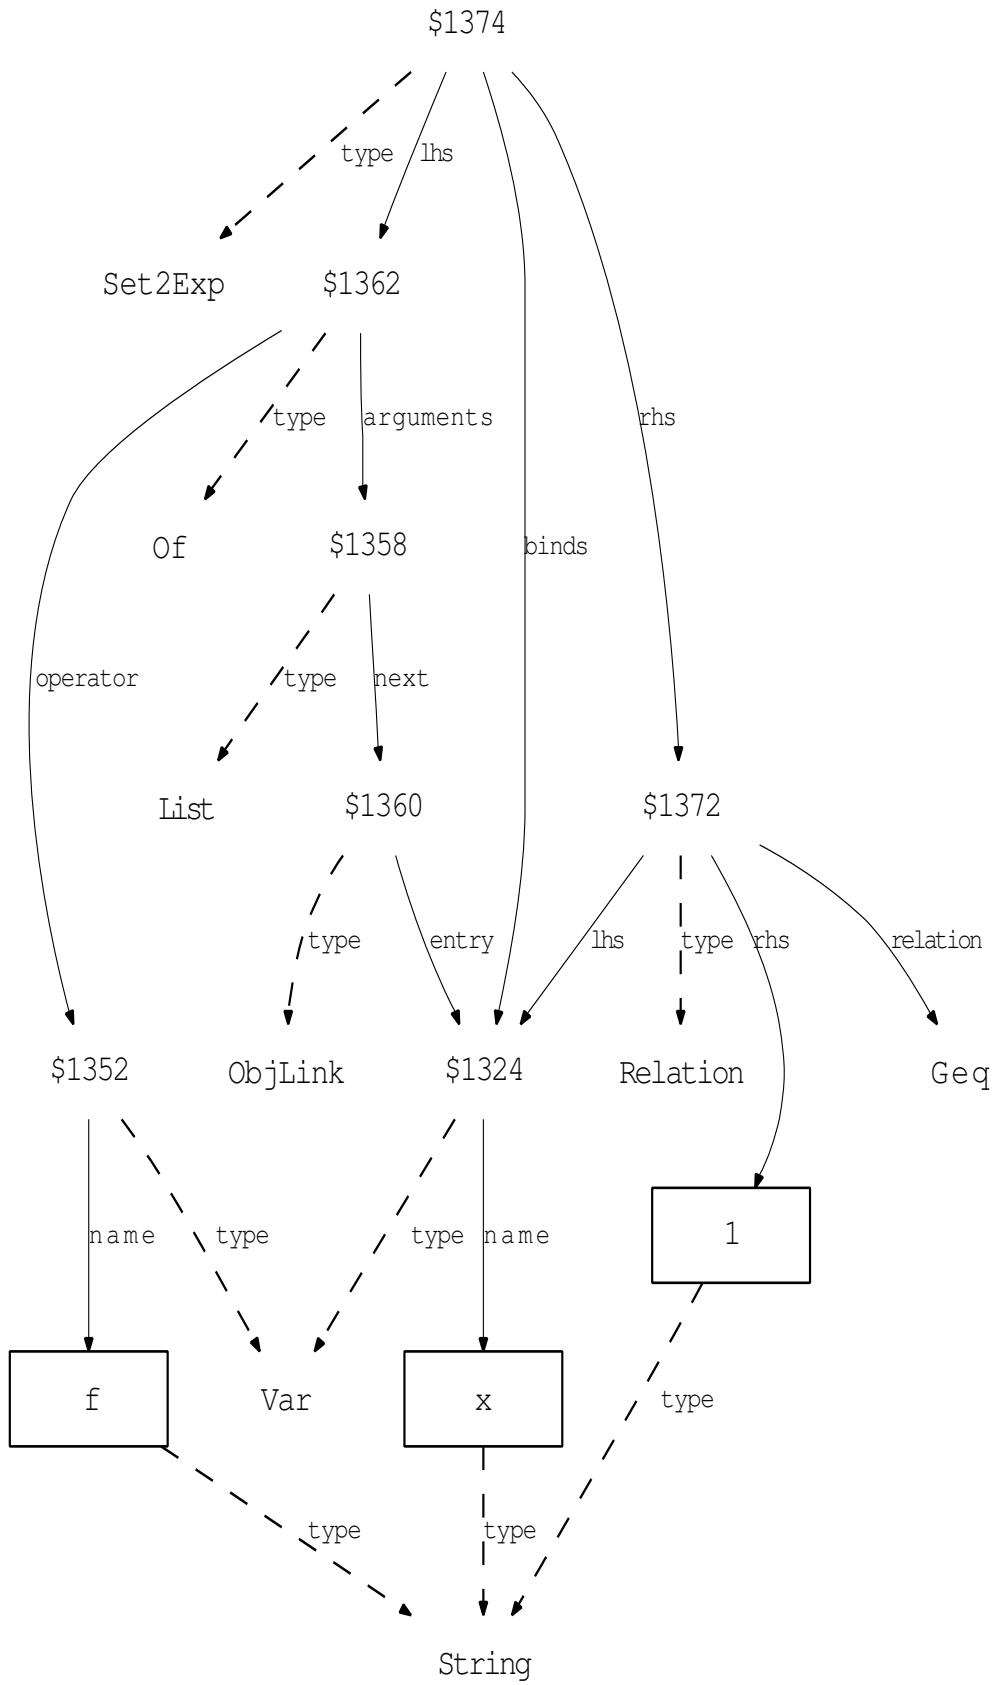 $1374
type lhs
Set2Exp $1362
type arguments rhs
Of $1358 binds
operator type next
List $1360 $1372
type entry lhs type rhs relation
$1352 ObjLink $1324 Relation Geq
name type type name 1
f Var x type
type type
String